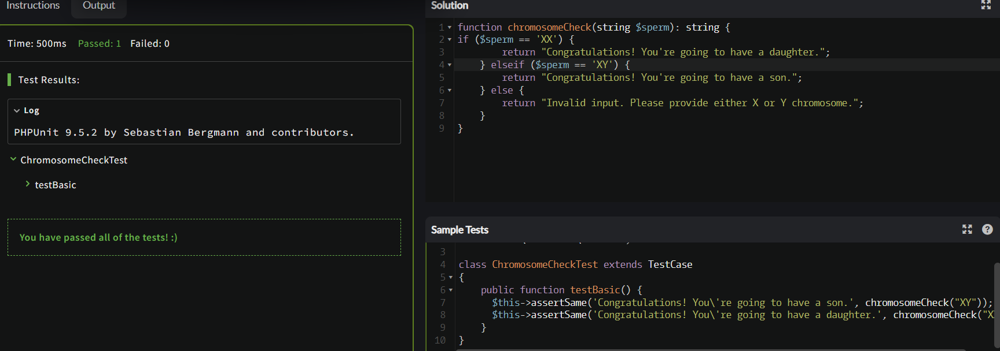 Instructions
Output
Time: 500ms Passed: 1 Failed: 0
Test Results:
Log
PHPUnit 9.5.2 by Sebastian Bergmann and contributors.
ChromosomeCheckTest
testBasic
You have passed all of the tests! :)
Solution
1 function chromosomeCheck(string $sperm): string {
2 if ($sperm == 'XX') {
3 return "Congratulations! You're going to have a daughter.";
4 } elseif ($sperm == 'XY') {
5 return "Congratulations! You're going to have a son.";
6 } else {
7 return "Invalid input. Please provide either X or Y chromosome.";
8 }
9 }
Sample Tests
3
4 class ChromosomeCheckTest extends TestCase
5 {
6 public function testBasic() {
7 $this->assertSame('Congratulations! You\'re going to have a son.', chromosomeCheck("XY"));
8 $this->assertSame('Congratulations! You\'re going to have a daughter.', chromosomeCheck("X
9 }
10 }